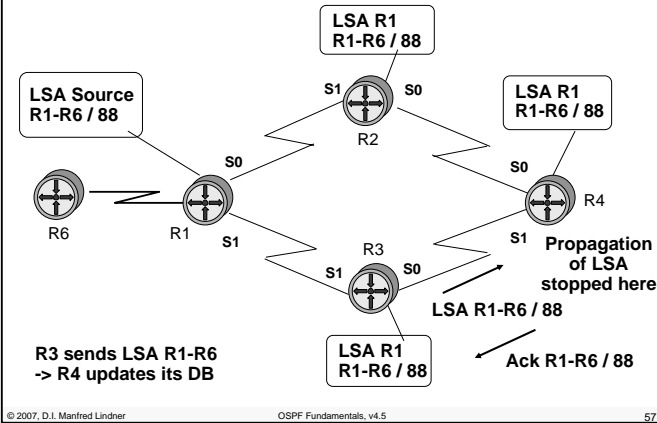 LSA R1
R1-R6 / 88
LSA Source
R1-R6 / 88
S1
S0
R2
LSA R1
R1-R6 / 88
S0
S0
R6
R1
R4
S1
S1
Propagation
of LSA
stopped here
R3
S1
S0
LSA R1-R6 / 88
R3 sends LSA R1-R6
-> R4 updates its DB
LSA R1
R1-R6 / 88
Ack R1-R6 / 88
© 2007, D.I. Manfred Lindner
OSPF Fundamentals, v4.5
57